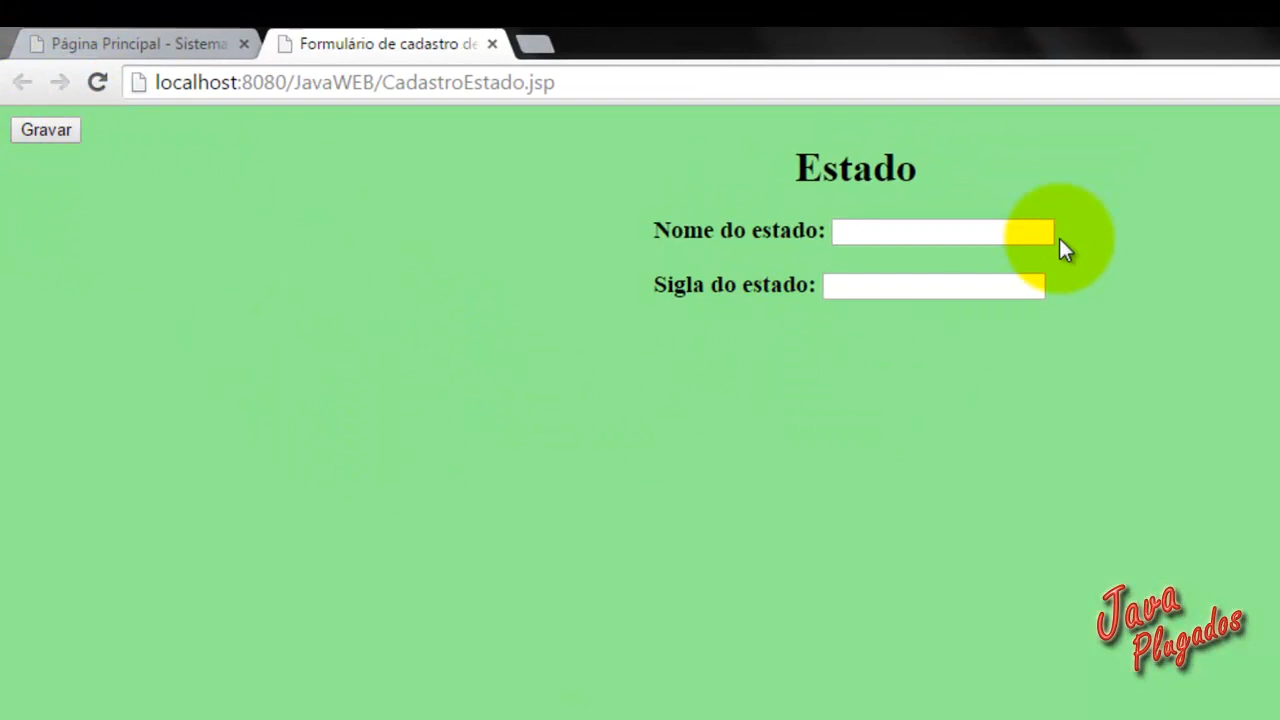 Página Principal - Sistema
Formulário de cadastro de
localhost:8080/JavaWEB/CadastroEstado.jsp
Gravar
Estado
Nome do estado:
Sigla do estado:
Java
Plugados